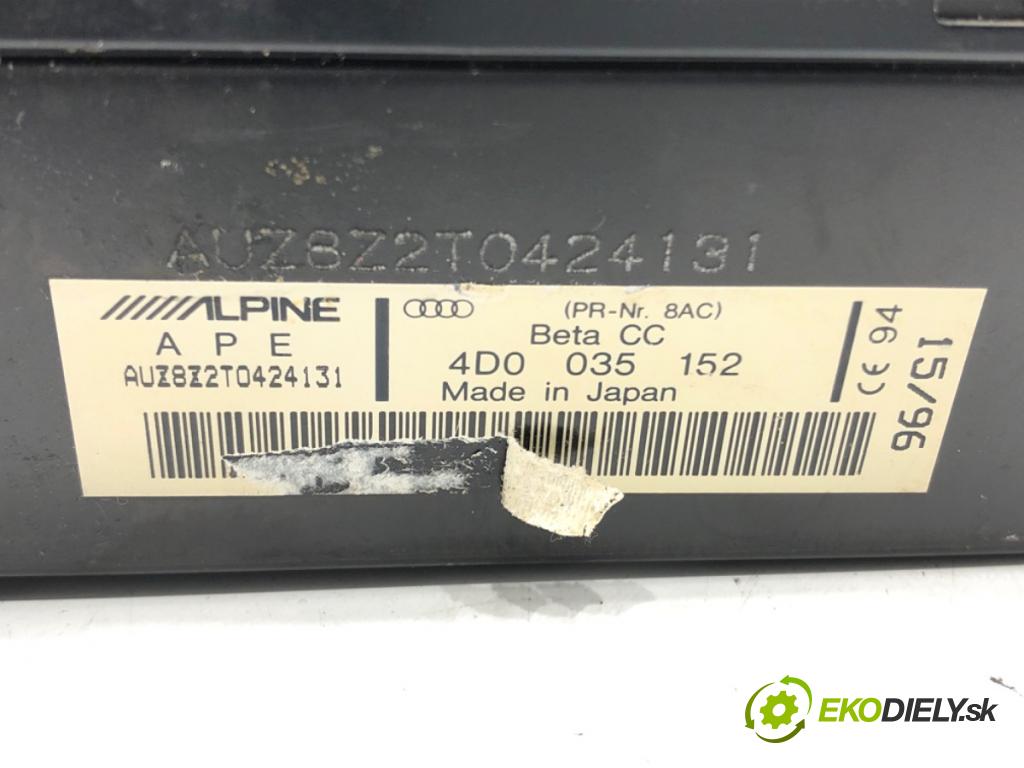 AUZ8Z2T0424131
ALPINE
APE
AUZ8Z2T0424131
(PR-Nr. 8AC)
Beta CC
4D0 035 152
Made in Japan
CE 94
15/96
EKODIELY.sk